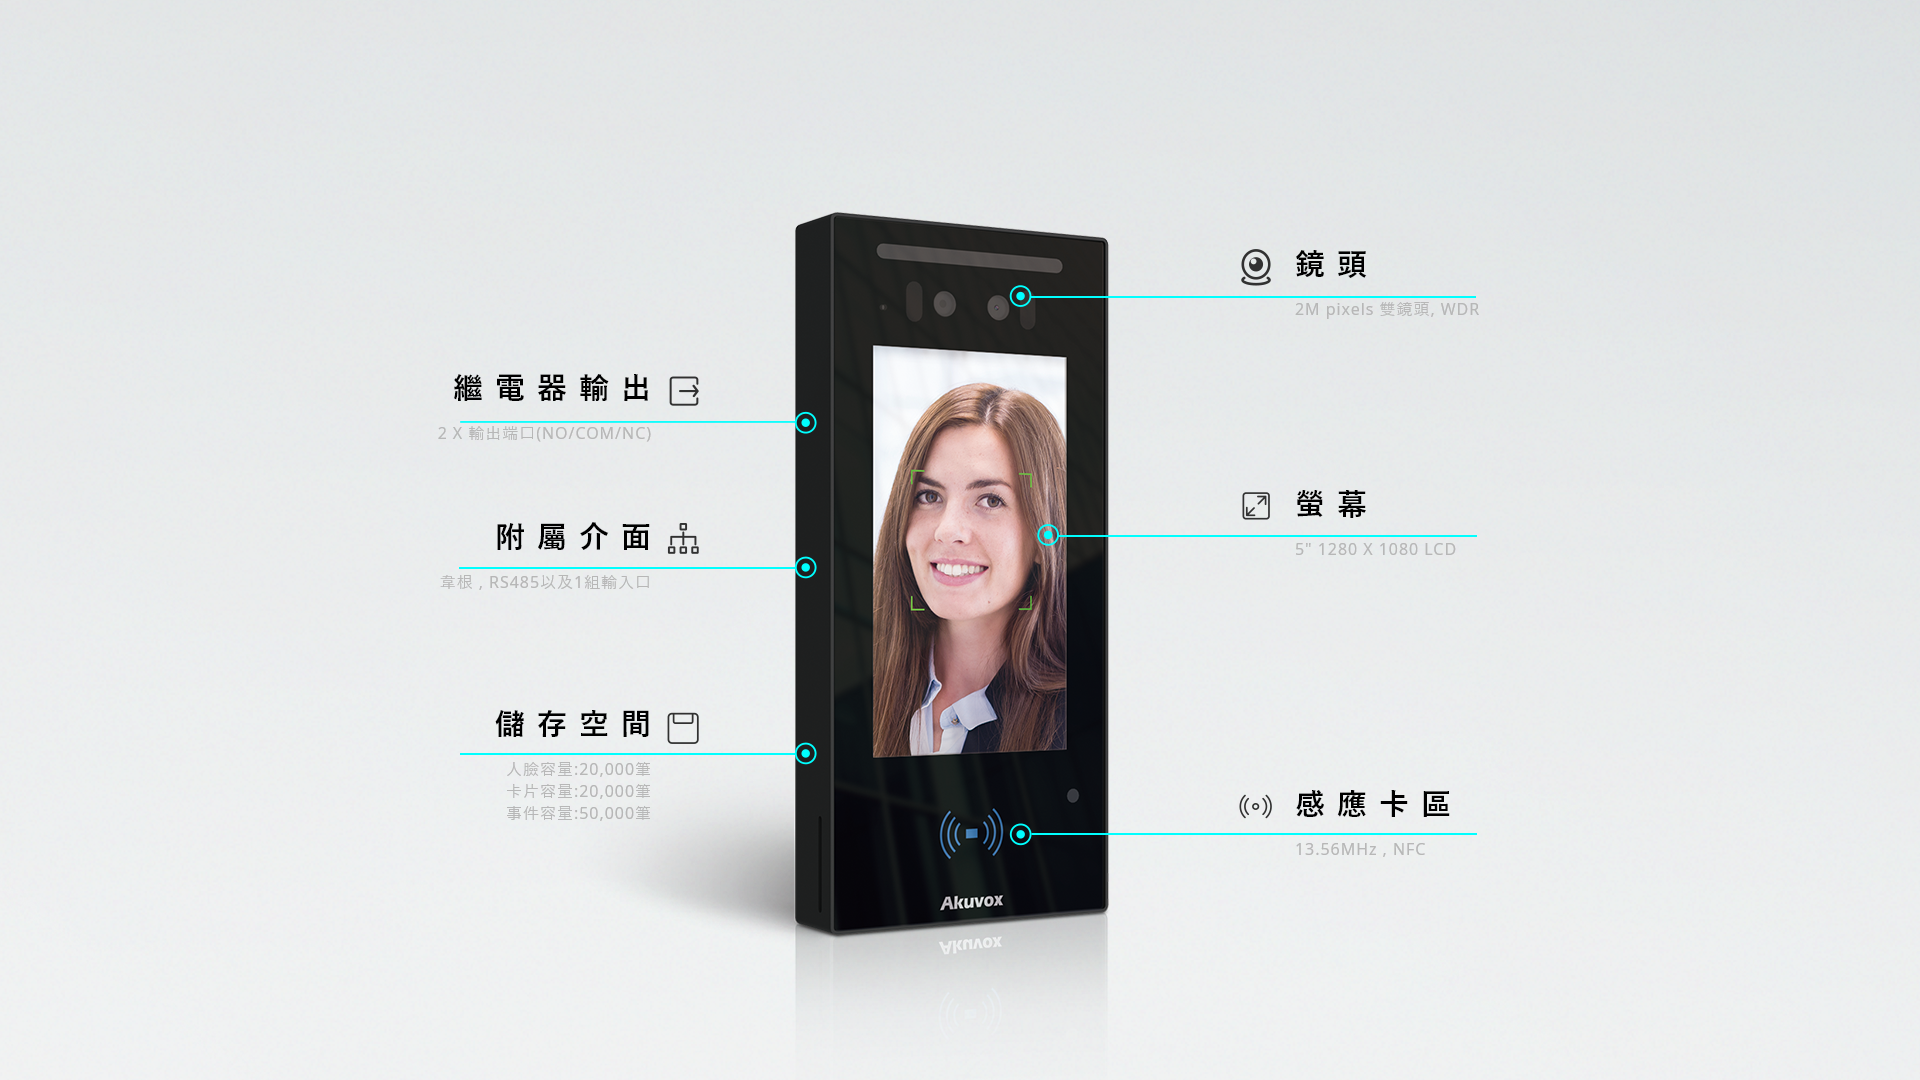 鏡頭
2M pixels 雙鏡頭, WDR
繼電器輸出
2 X 輸出端口(NO/COM/NC)
螢幕
5" 1280 X 1080 LCD
附屬介面
韋根 , RS485以及1組輸入口
儲存空間
人臉容量:20,000筆
卡片容量:20,000筆
事件容量:50,000筆
感應卡區
13.56MHz , NFC
Akuvox